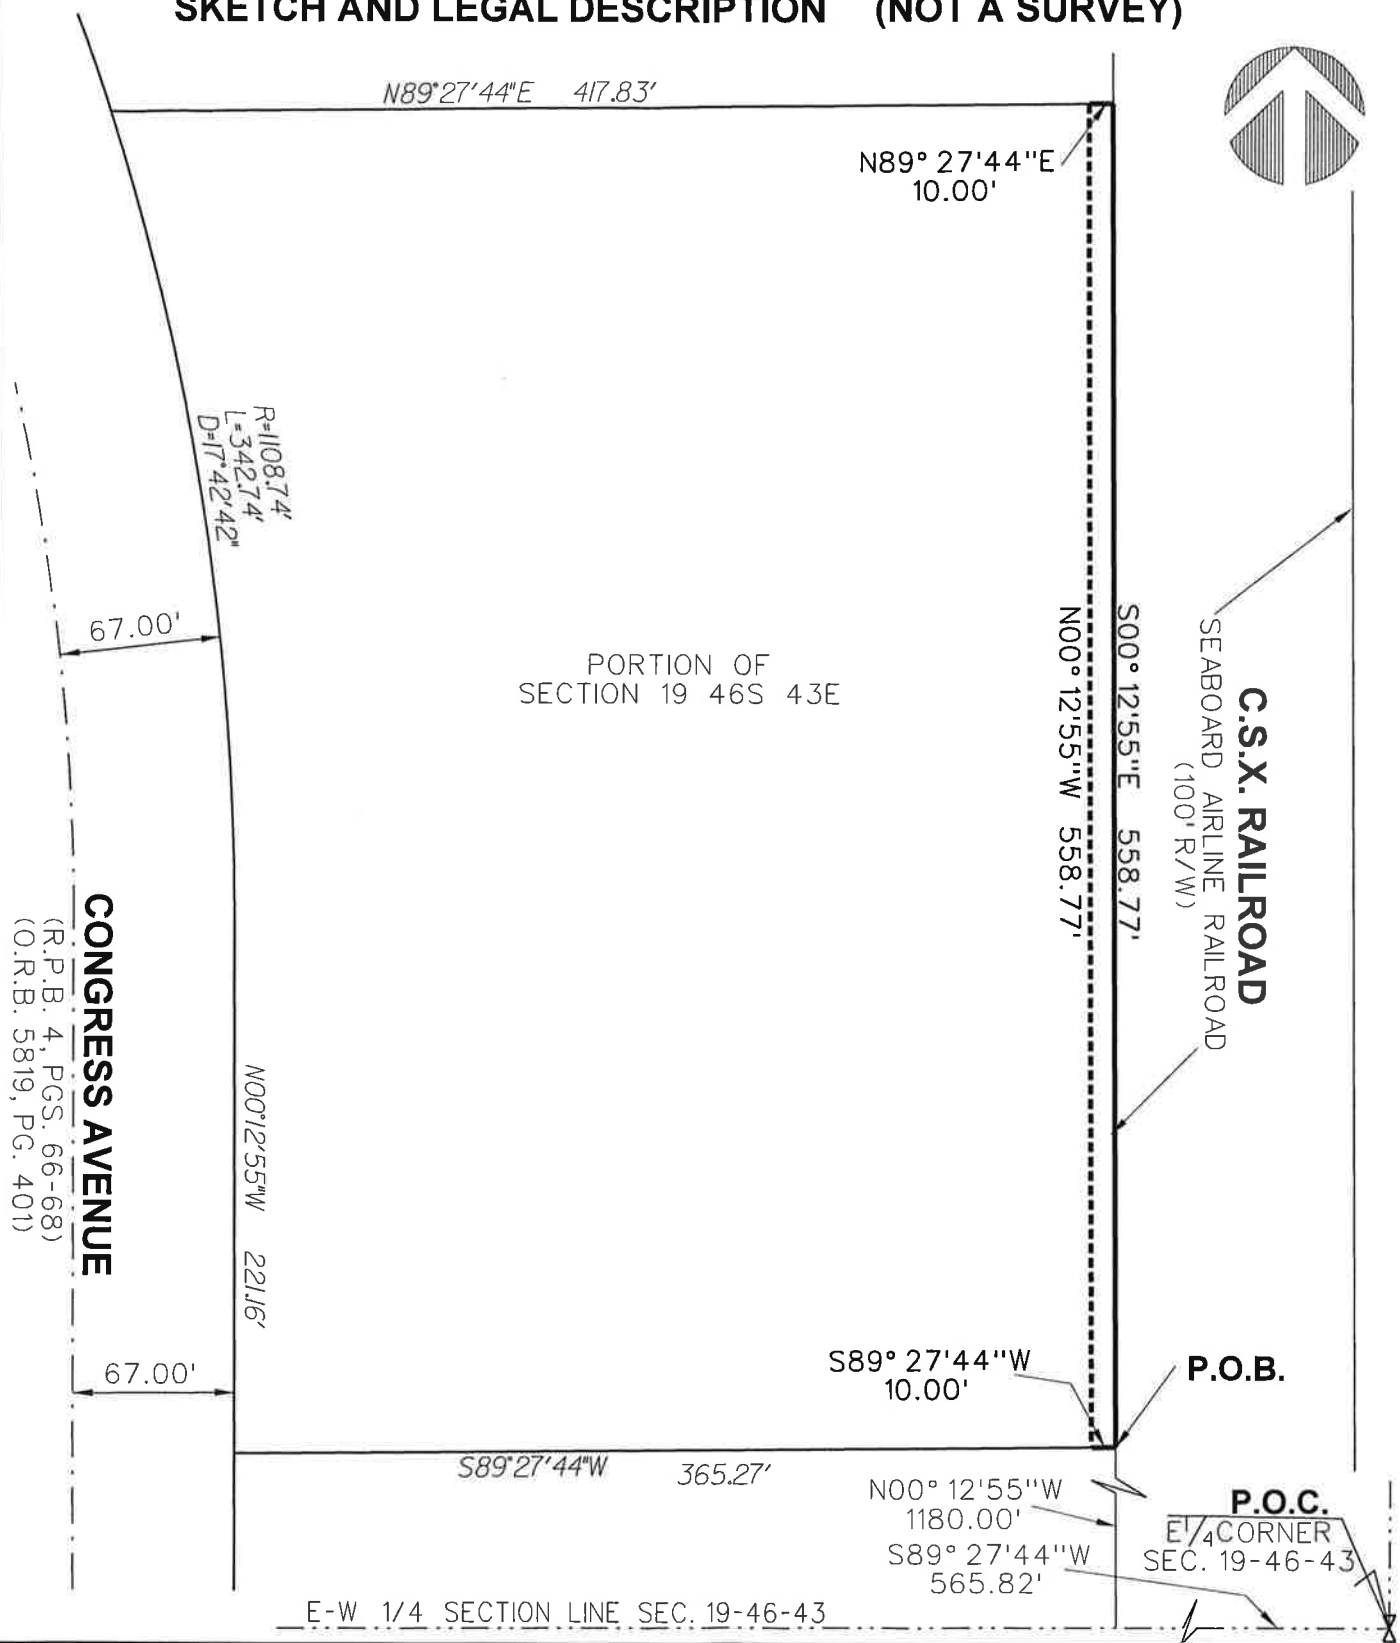 SKETCH AND LEGAL DESCRIPTION (NOT A SURVEY)
N89°27'44"E 417.83'
N89° 27'44"E
10.00'
R=1108.74'
L=342.74'
D=17°42'42"
67.00'
PORTION OF
SECTION 19 46S 43E
N00° 12'55"W 558.77'
S00° 12'55"E 558.77'
SEABOARD AIRLINE RAILROAD
(100' R/W)
C.S.X. RAILROAD
CONGRESS AVENUE
(R.P.B. 4, PGS. 66-68)
(O.R.B. 5819, PG. 401)
N00°12'55"W 221.16'
67.00'
S89° 27'44"W
10.00'
P.O.B.
S89°27'44"W 365.27'
N00° 12'55"W
1180.00'
S89° 27'44"W
565.82'
P.O.C.
E1/4 CORNER
SEC. 19-46-43
E-W 1/4 SECTION LINE SEC. 19-46-43